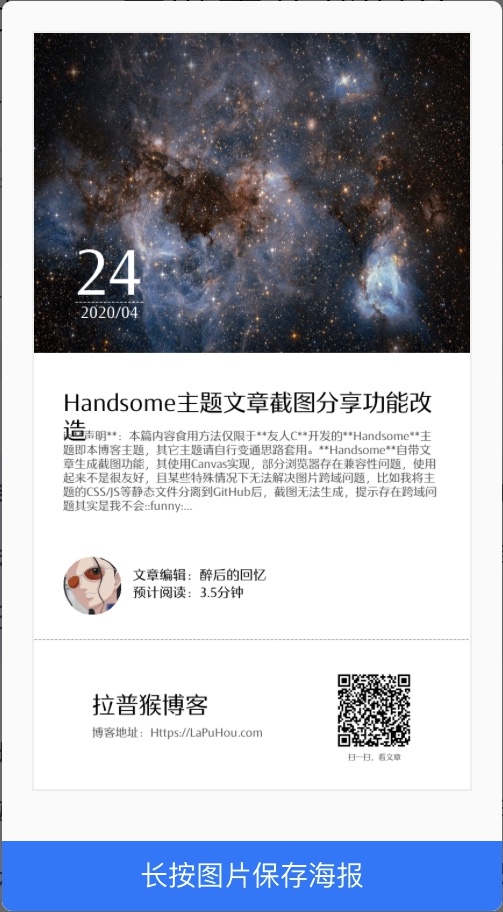 24
2020/04
Handsome主题文章截图分享功能改
造
声明**：本篇内容食用方法仅限于**友人C**开发的**Handsome**主
题即本博客主题，其它主题请自行变通思路套用。**Handsome**自带文
章生成截图功能，其使用Canvas实现，部分浏览器存在兼容性问题，使用
起来不是很友好，且某些特殊情况下无法解决图片跨域问题，比如我将主
题的CSS/JS等静态文件分离到GitHub后，截图无法生成，提示存在跨域问
题其实是我不会::funny:...
文章编辑：醉后的回忆
预计阅读：3.5分钟
拉普猴博客
博客地址：Https://LaPuHou.com
扫一扫，看文章
长按图片保存海报